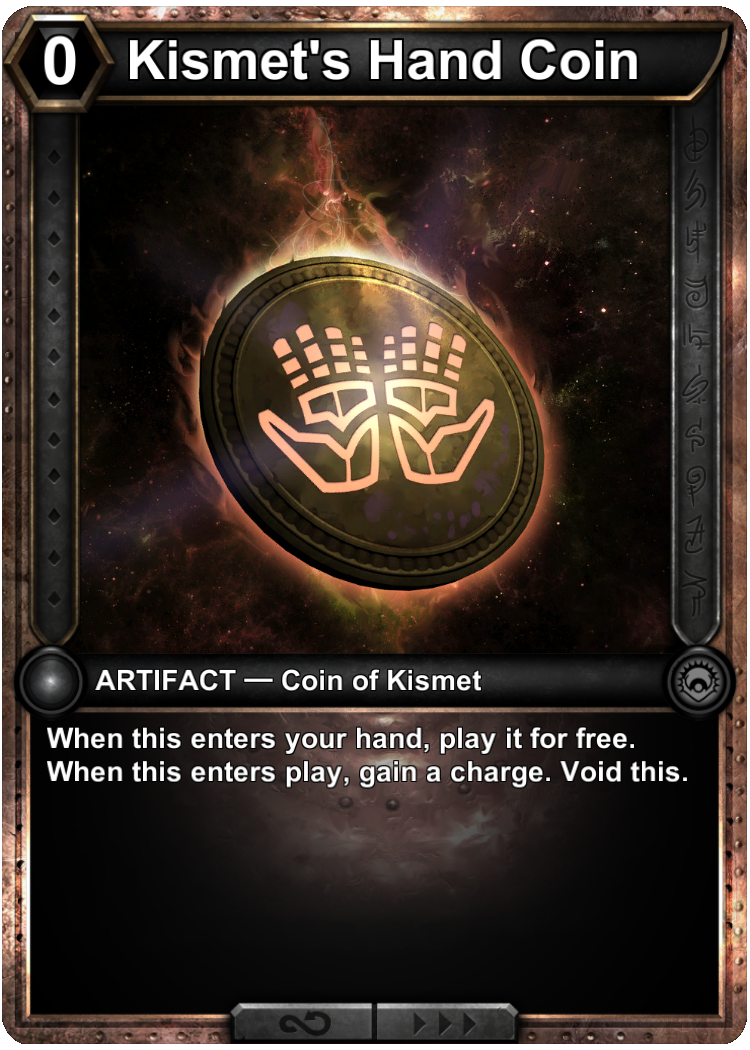 0
Kismet's Hand Coin
ARTIFACT — Coin of Kismet
When this enters your hand, play it for free.
When this enters play, gain a charge. Void this.